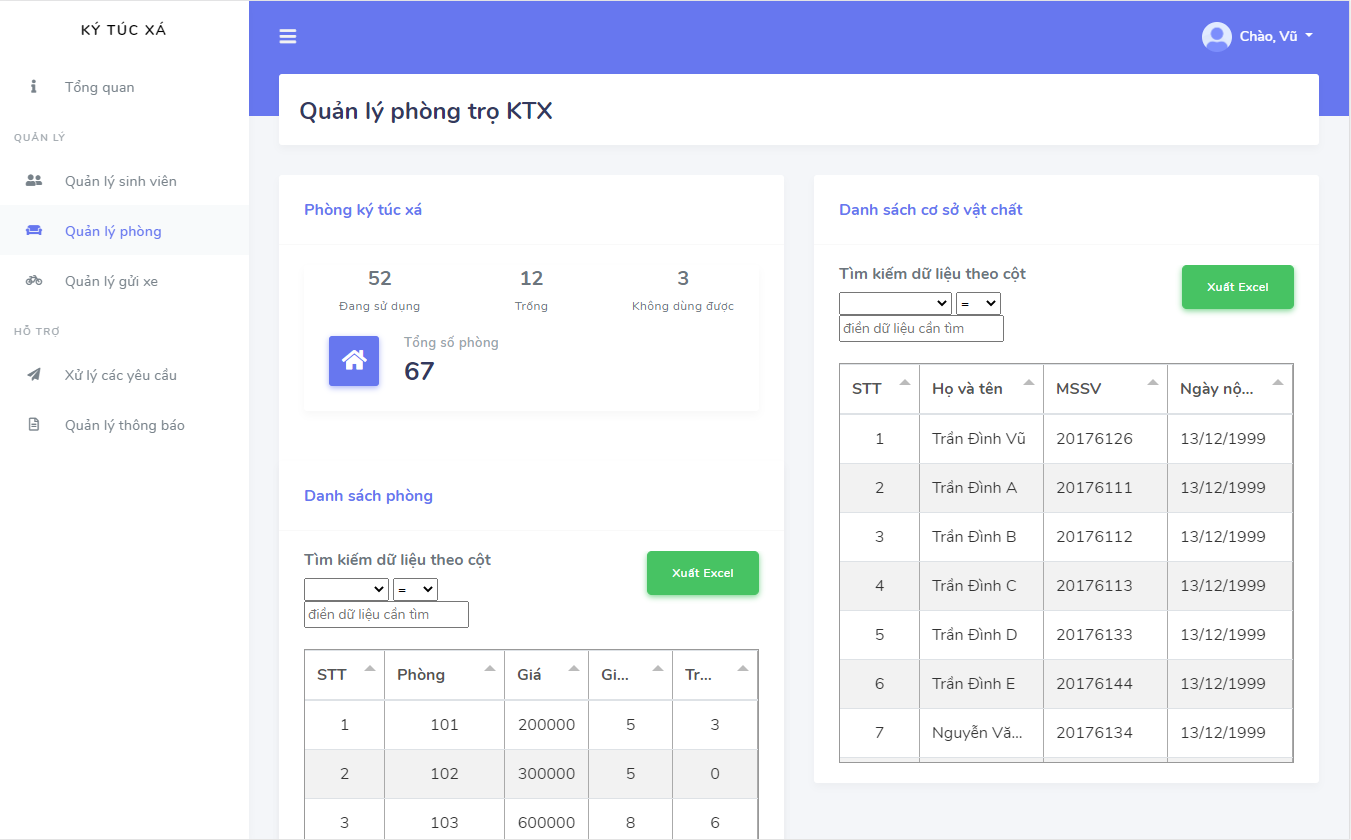 KÝ TÚC XÁ
Tổng quan
QUẢN LÝ
Quản lý sinh viên
Quản lý phòng
Quản lý gửi xe
HỖ TRỢ
Xử lý các yêu cầu
Quản lý thông báo
Chào, Vũ
Quản lý phòng trọ KTX
Phòng ký túc xá
52 12 3
Đang sử dụng Trống Không dùng được
Tổng số phòng
67
Danh sách phòng
Tìm kiếm dữ liệu theo cột
=
điền dữ liệu cần tìm
Xuất Excel
STT Phòng Giá Gi... Tr...
1 101 200000 5 3
2 102 300000 5 0
3 103 600000 8 6
Danh sách cơ sở vật chất
Tìm kiếm dữ liệu theo cột
=
điền dữ liệu cần tìm
Xuất Excel
STT Họ và tên MSSV Ngày nộ...
1 Trần Đình Vũ 20176126 13/12/1999
2 Trần Đình A 20176111 13/12/1999
3 Trần Đình B 20176112 13/12/1999
4 Trần Đình C 20176113 13/12/1999
5 Trần Đình D 20176133 13/12/1999
6 Trần Đình E 20176144 13/12/1999
7 Nguyễn Vă... 20176134 13/12/1999